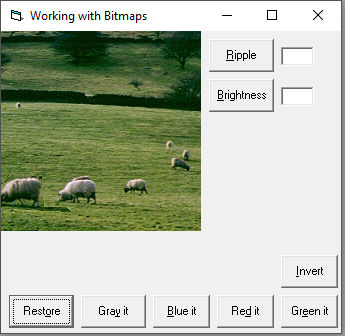 Working with Bitmaps
Ripple
Brightness
Invert
Restore
Gray it
Blue it
Red it
Green it